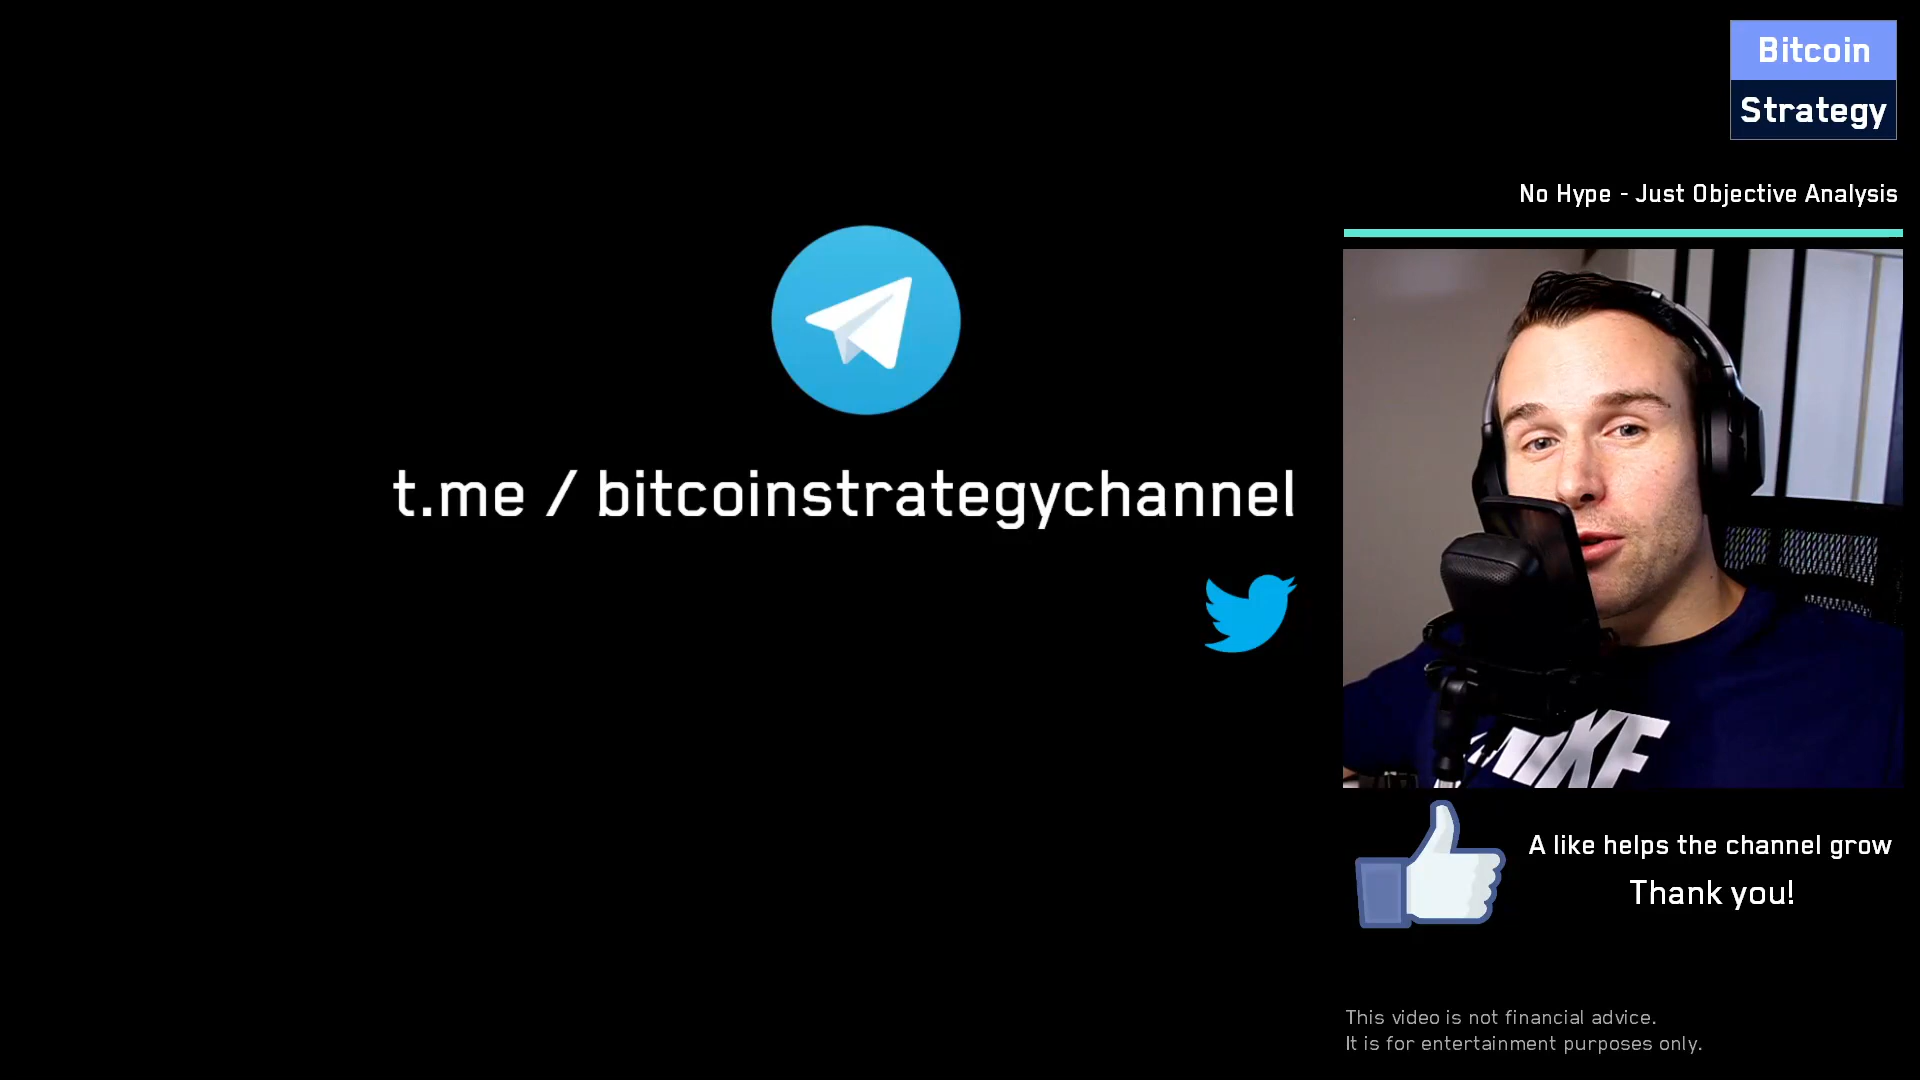 Bitcoin
Strategy
No Hype - Just Objective Analysis
t.me / bitcoinstrategychannel
NIKE
A like helps the channel grow
Thank you!
This video is not financial advice.
It is for entertainment purposes only.